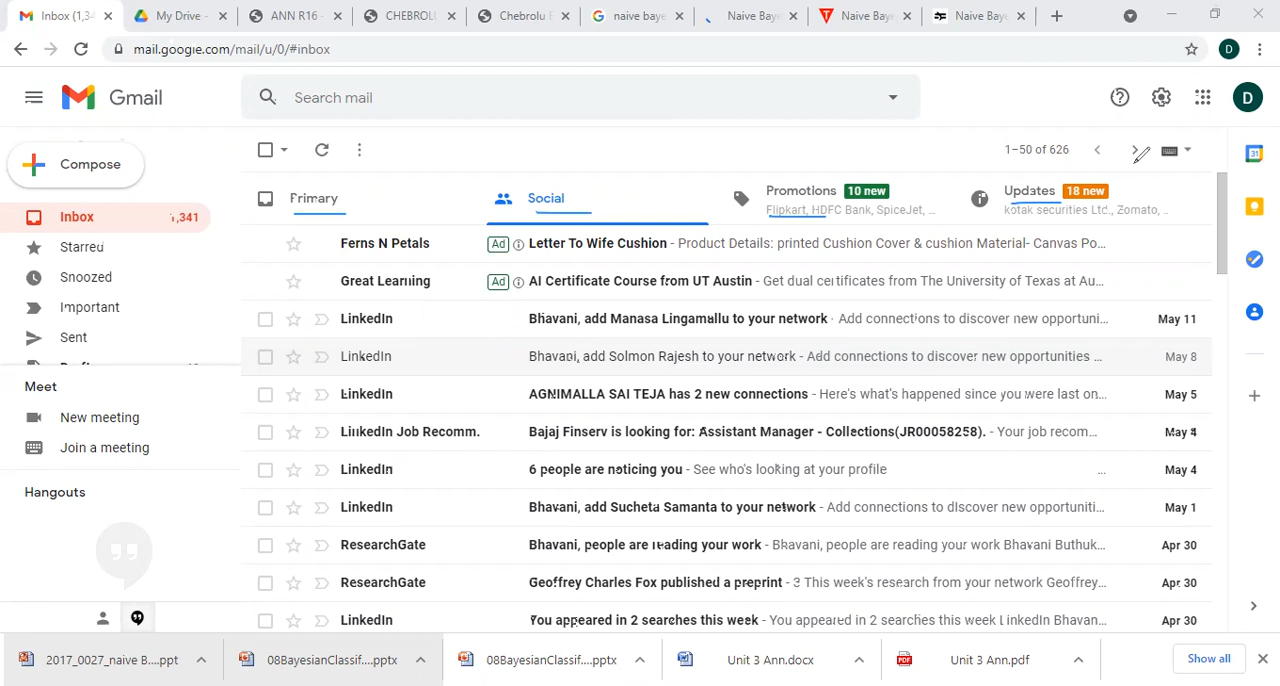 Inbox (1,34 My Drive - ANN R16 - CHEBROLU Chebrolu E naive baye Naive Bay Naive Bay Naive Bay
mail.google.com/mail/u/0/#inbox D
Gmail Search mail D
Compose 1–50 of 626
Primary Social Promotions 10 new Updates 18 new
Flipkart, HDFC Bank, SpiceJet, ... kotak securities Ltd., Zomato, ...
Inbox 1,341
Starred Ferns N Petals Ad Letter To Wife Cushion - Product Details: printed Cushion Cover & cushion Material- Canvas Po...
Snoozed Great Learning Ad AI Certificate Course from UT Austin - Get dual certificates from The University of Texas at Au...
Important LinkedIn Bhavani, add Manasa Lingamallu to your network - Add connections to discover new opportuni... May 11
Sent LinkedIn Bhavani, add Solmon Rajesh to your network - Add connections to discover new opportunities ... May 8
Meet LinkedIn AGNIMALLA SAI TEJA has 2 new connections - Here's what's happened since you were last on... May 5
New meeting LinkedIn Job Recomm. Bajaj Finserv is looking for: Assistant Manager - Collections(JR00058258). - Your job recom... May 4
Join a meeting LinkedIn 6 people are noticing you - See who's looking at your profile ... May 4
Hangouts LinkedIn Bhavani, add Sucheta Samanta to your network - Add connections to discover new opportunities ... May 1
ResearchGate Bhavani, people are reading your work - Bhavani, people are reading your work Bhavani Buthuk... Apr 30
ResearchGate Geoffrey Charles Fox published a preprint - 3 This week's research from your network Geoffrey... Apr 30
LinkedIn You appeared in 2 searches this week - You appeared in 2 searches this week LinkedIn Bhavan... Apr 30
2017_0027_naive B....ppt 08BayesianClassif....pptx 08BayesianClassif....pptx Unit 3 Ann.docx Unit 3 Ann.pdf Show all